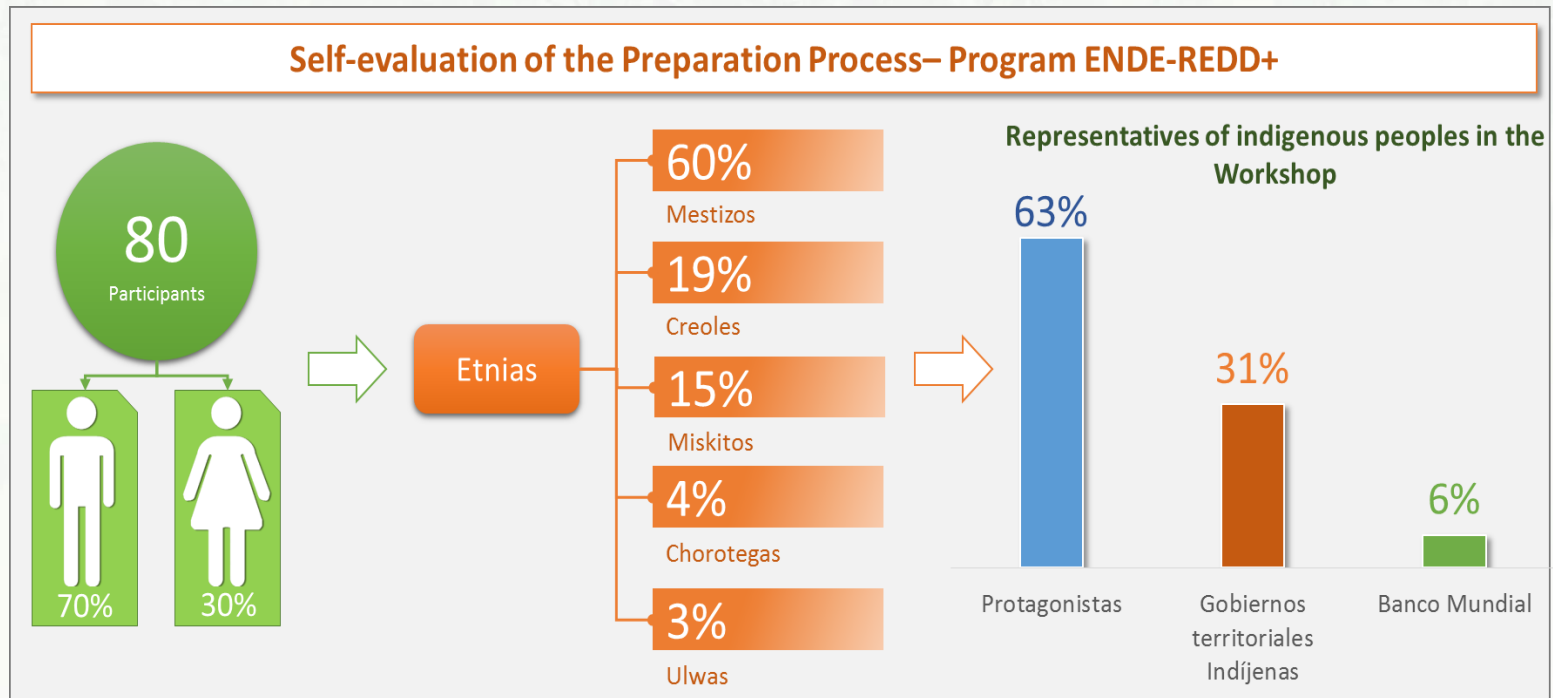 Self-evaluation of the Preparation Process– Program ENDE-REDD+
80
Participants
70%
30%
Etnias
60%
Mestizos
19%
Creoles
15%
Miskitos
4%
Chorotegas
3%
Ulwas
Representatives of indigenous peoples in the
Workshop
63%
31%
6%
Protagonistas
Gobiernos
territoriales
Indíjenas
Banco Mundial